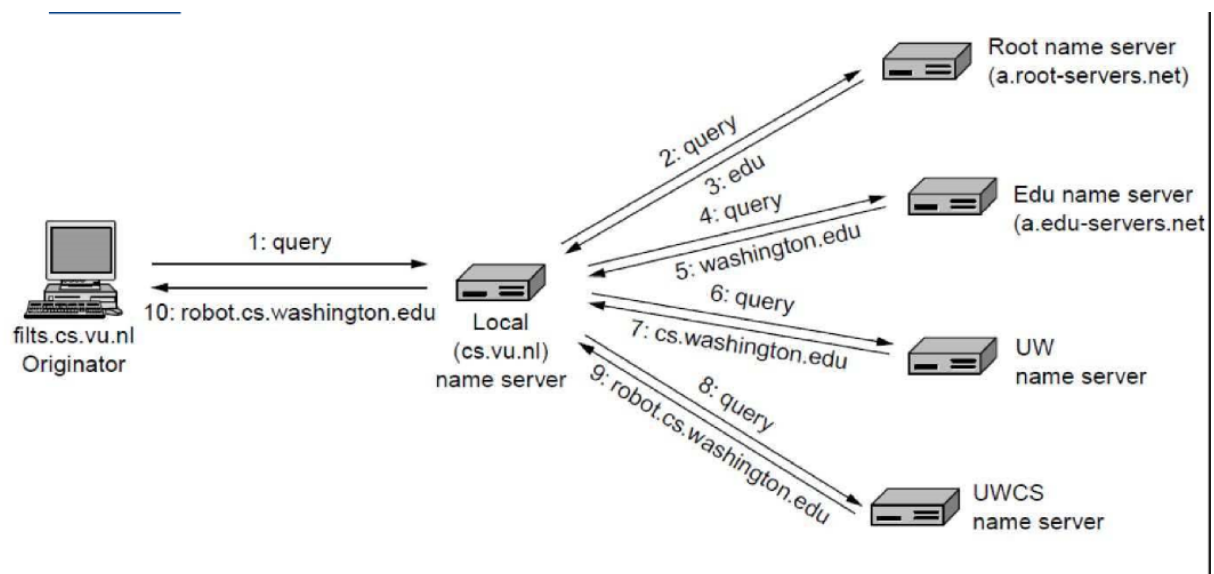 Root name server
(a.root-servers.net)
2: query
3: edu
Edu name server
(a.edu-servers.net
4: query
5: washington.edu
1: query
10: robot.cs.washington.edu
filts.cs.vu.nl
Originator
Local
(cs.vu.nl)
name server
6: query
7: cs.washington.edu
UW
name server
8: query
9: robot.cs.washington.edu
UWCS
name server